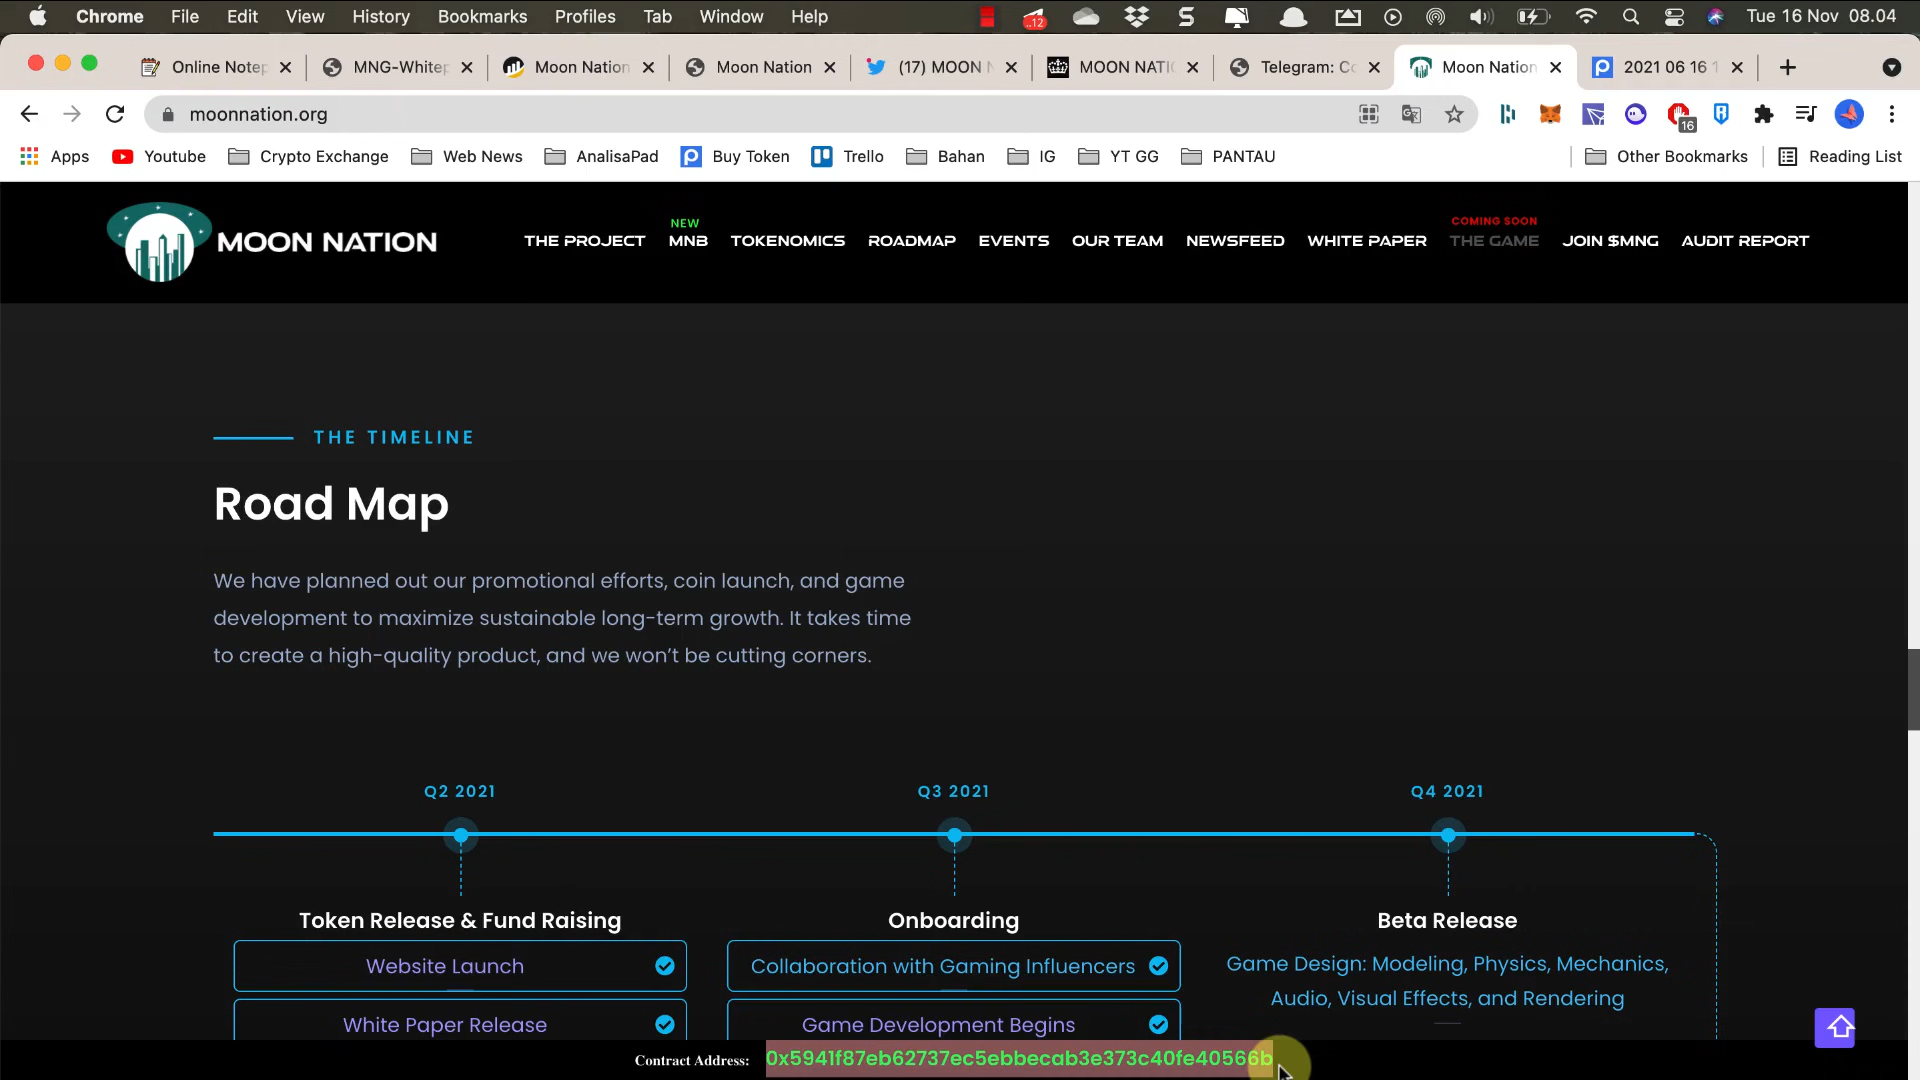 Chrome File Edit View History Bookmarks Profiles Tab Window Help ..12 S Tue 16 Nov 08.04
Online Notep MNG-Whitep Moon Nation Moon Nation (17) MOON N MOON NATIO Telegram: Co Moon Nation 2021 06 16 1
moonnation.org 16
Apps Youtube Crypto Exchange Web News AnalisaPad Buy Token Trello Bahan IG YT GG PANTAU Other Bookmarks Reading List
NEW COMING SOON
MOON NATION THE PROJECT MNB TOKENOMICS ROADMAP EVENTS OUR TEAM NEWSFEED WHITE PAPER THE GAME JOIN $MNG AUDIT REPORT
THE TIMELINE
Road Map
We have planned out our promotional efforts, coin launch, and game
development to maximize sustainable long-term growth. It takes time
to create a high-quality product, and we won't be cutting corners.
Q2 2021 Q3 2021 Q4 2021
Token Release & Fund Raising Onboarding Beta Release
Website Launch Collaboration with Gaming Influencers Game Design: Modeling, Physics, Mechanics,
Audio, Visual Effects, and Rendering
White Paper Release Game Development Begins
Contract Address: 0x5941f87eb62737ec5ebbecab3e373c40fe40566b